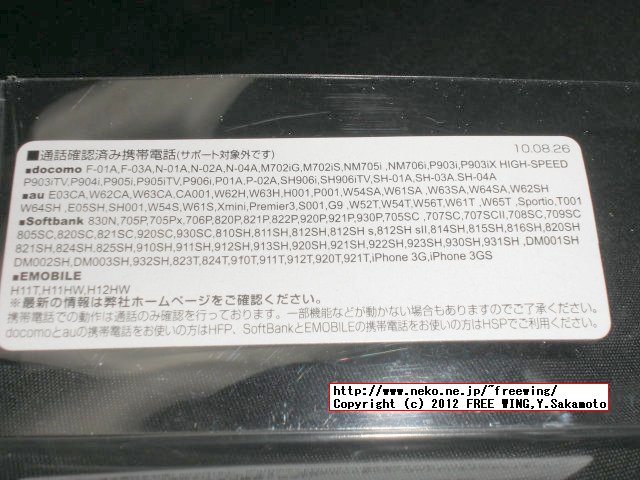 ■通話確認済み携帯電話(サポート対象外です) 10.08.26
■docomo F-01A,F-03A,N-01A,N-02A,N-04A,M702iG,M702iS,NM705i ,NM706i,P903i,P903iX HIGH-SPEED
P903iTV,P904i,P905i,P905iTV,P906i,P01A,P-02A,SH906i,SH906iTV,SH-01A,SH-03A,SH-04A
■au E03CA,W62CA,W63CA,CA001,W62H,W63H,H001,P001,W54SA,W61SA ,W63SA,W64SA,W62SH
W64SH ,E05SH,SH001,W54S,W61S,Xmini,Premier3,S001,G9 ,W52T,W54T,W56T,W61T ,W65T ,Sportio,T001
■Softbank 830N,705P,705Px,706P,820P,821P,822P,920P,921P,930P,705SC ,707SC,707SCII,708SC,709SC
805SC,820SC,821SC,920SC,930SC,810SH,811SH,812SH,812SH s,812SH sII,814SH,815SH,816SH,820SH
821SH,824SH,825SH,910SH,911SH,912SH,913SH,920SH,921SH,922SH,923SH,930SH,931SH ,DM001SH
DM002SH,DM003SH,932SH,823T,824T,910T,911T,912T,920T,921T,iPhone 3G,iPhone 3GS
■EMOBILE
H11T,H11HW,H12HW
※最新の情報は弊社ホームページをご確認ください。
携帯電話での動作は通話のみ確認を行っております。一部機能などが動かない場合もありますのでご了承ください。
docomoとauの携帯電話をお使いの方はHFP、SoftBankとEMOBILEの携帯電話をお使いの方はHSPでご利用ください。
http://www.neko.ne.jp/~freewing/
Copyright (c) 2012 FREE WING,Y.Sakamoto